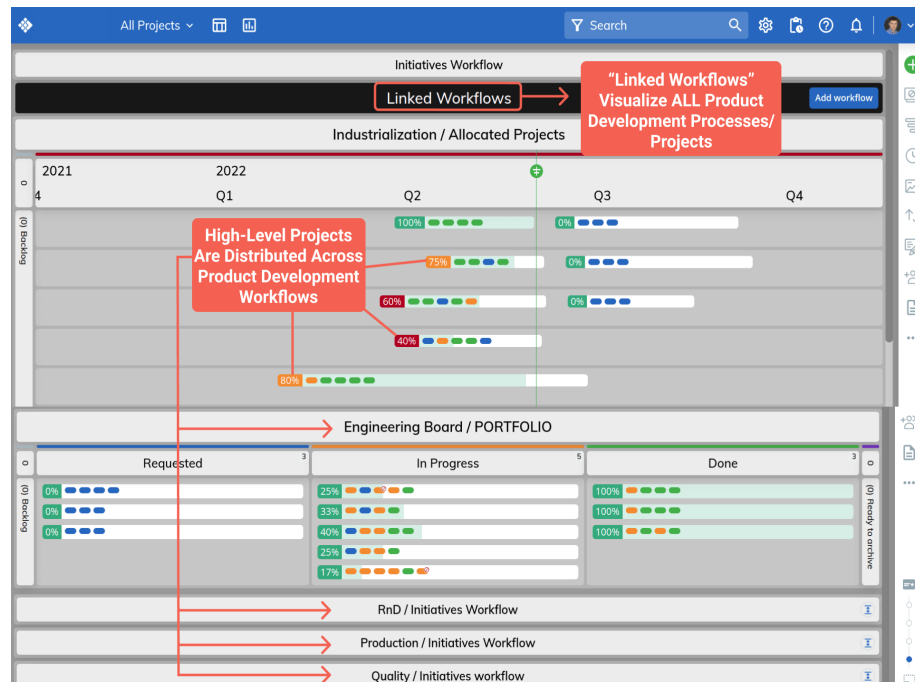 All Projects
Search
Initiatives Workflow
Linked Workflows
Add workflow
“Linked Workflows”
Visualize ALL Product
Development Processes/
Projects
Industrialization / Allocated Projects
2021
2022
4
Q1
Q2
Q3
Q4
0
(0) Backlog
100%
0%
High-Level Projects
Are Distributed Across
Product Development
Workflows
75%
0%
60%
0%
40%
80%
Engineering Board / PORTFOLIO
0
Requested
3
In Progress
5
Done
3
0
(0) Backlog
0%
0%
0%
25%
33%
40%
25%
17%
100%
100%
100%
(0) Ready to archive
RnD / Initiatives Workflow
Production / Initiatives Workflow
Quality / Initiatives workflow